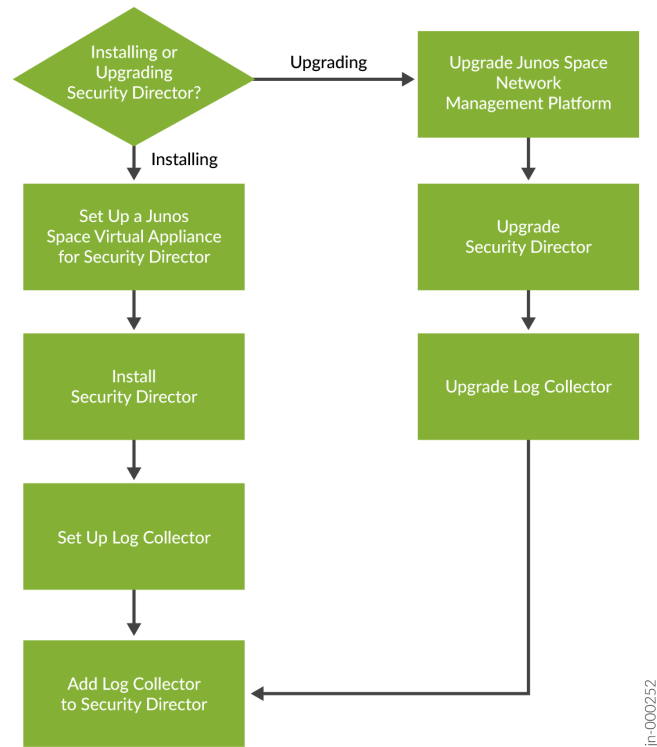 Installing or
Upgrading
Security Director?
Upgrading
Upgrade Junos Space
Network
Management Platform
Installing
Set Up a Junos
Space Virtual Appliance
for Security Director
Upgrade
Security Director
Install
Security Director
Upgrade Log Collector
Set Up Log Collector
Add Log Collector
to Security Director
jn-000252